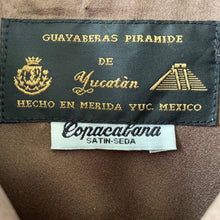 GUAYABERAS PIRAMIDE
DE
Yucatán
HECHO EN MERIDA YUC. MEXICO
Copacabana
SATIN-SEDA